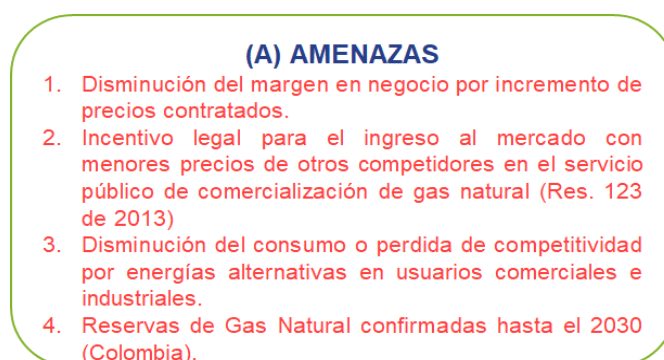 (A) AMENAZAS
1. Disminución del margen en negocio por incremento de
precios contratados.
2. Incentivo legal para el ingreso al mercado con
menores precios de otros competidores en el servicio
público de comercialización de gas natural (Res. 123
de 2013)
3. Disminución del consumo o perdida de competitividad
por energías alternativas en usuarios comerciales e
industriales.
4. Reservas de Gas Natural confirmadas hasta el 2030
(Colombia).